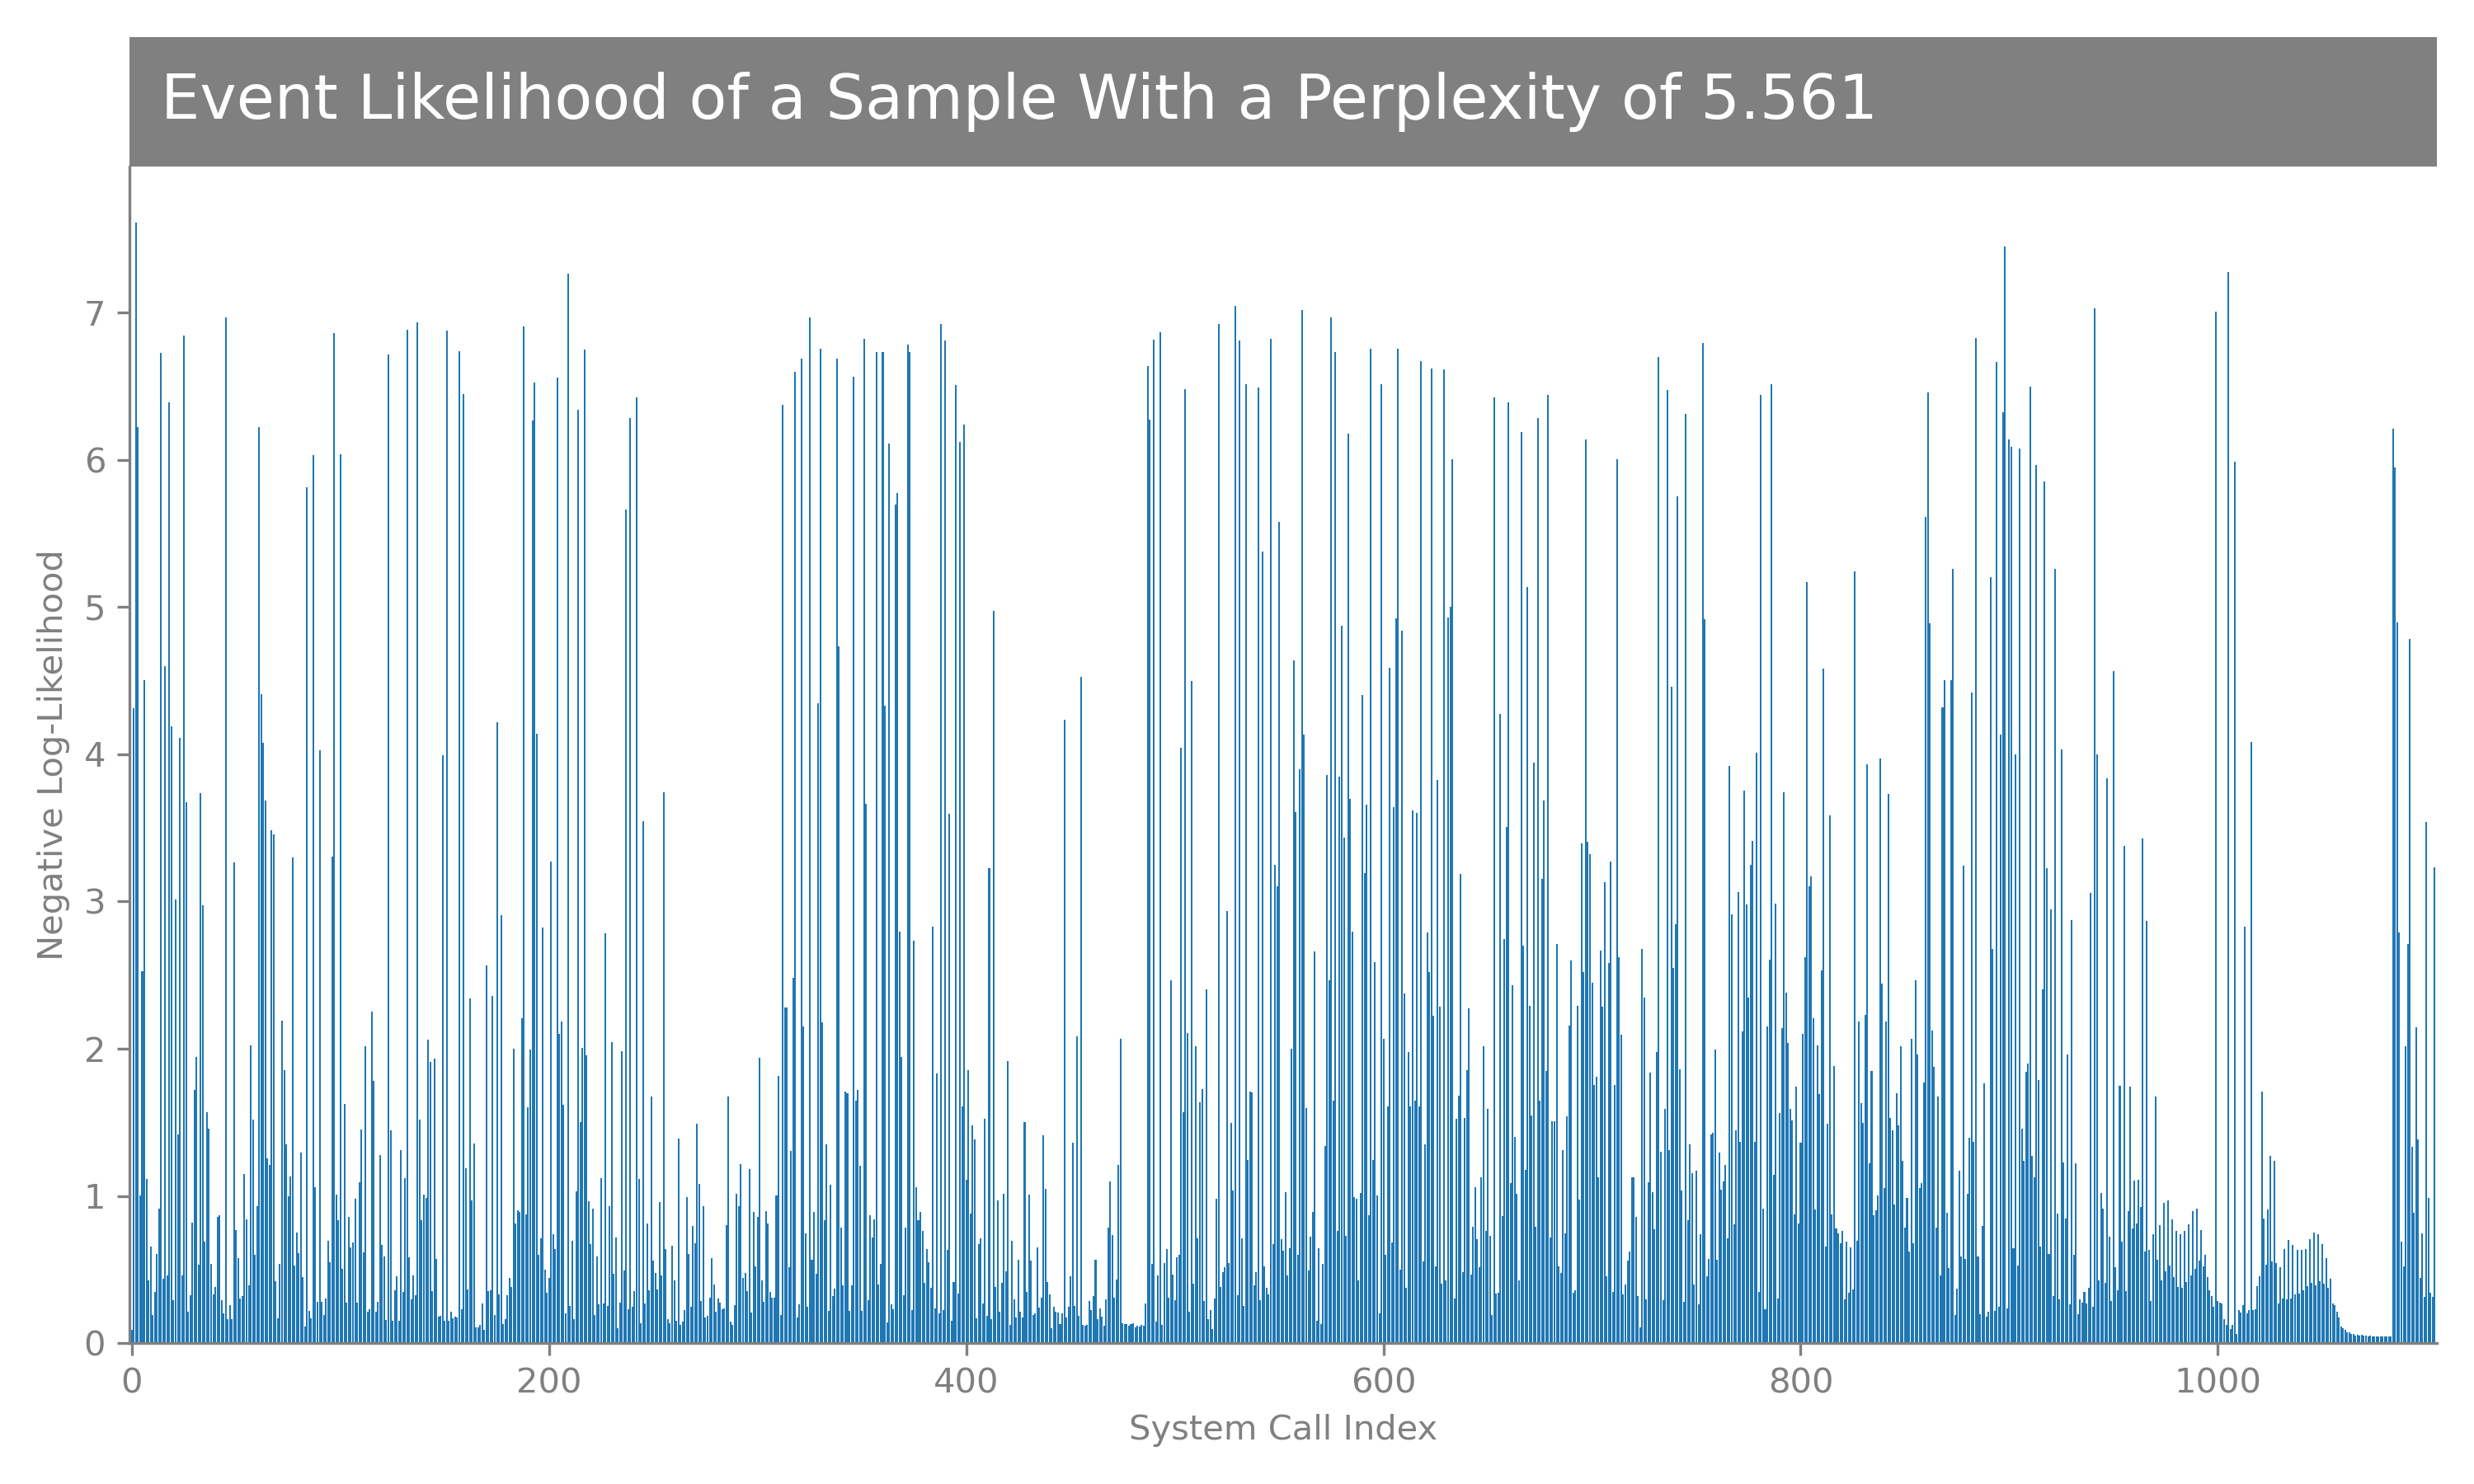 Event Likelihood of a Sample With a Perplexity of 5.561
Negative Log-Likelihood
7
6
5
4
3
2
1
0
0 200 400 600 800 1000
System Call Index